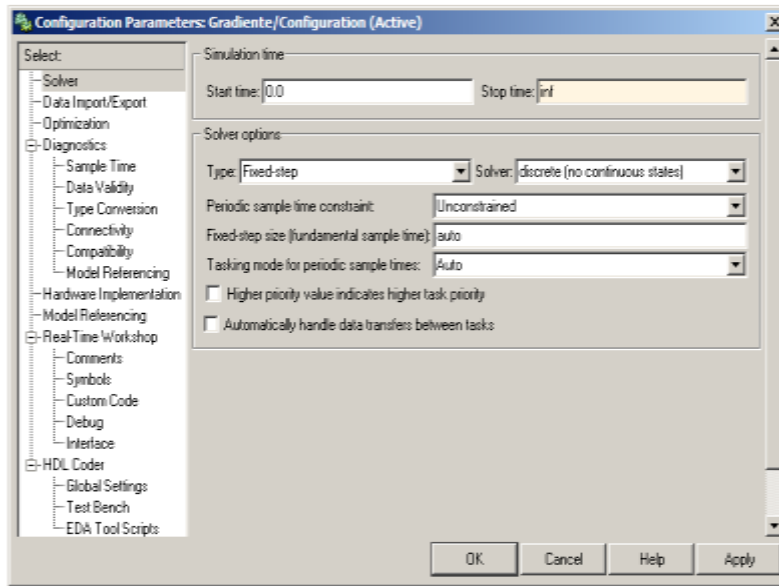 Configuration Parameters: Gradiente/Configuration (Active)
Select:
Solver
Data Import/Export
Optimization
Diagnostics
Sample Time
Data Validity
Type Conversion
Connectivity
Compatibility
Model Referencing
Hardware Implementation
Model Referencing
Real-Time Workshop
Comments
Symbols
Custom Code
Debug
Interface
HDL Coder
Global Settings
Test Bench
EDA Tool Scripts
Simulation time
Start time: 0.0 Stop time: inf
Solver options
Type: Fixed-step Solver: discrete (no continuous states)
Periodic sample time constraint: Unconstrained
Fixed-step size (fundamental sample time): auto
Tasking mode for periodic sample times: Auto
Higher priority value indicates higher task priority
Automatically handle data transfers between tasks
OK Cancel Help Apply